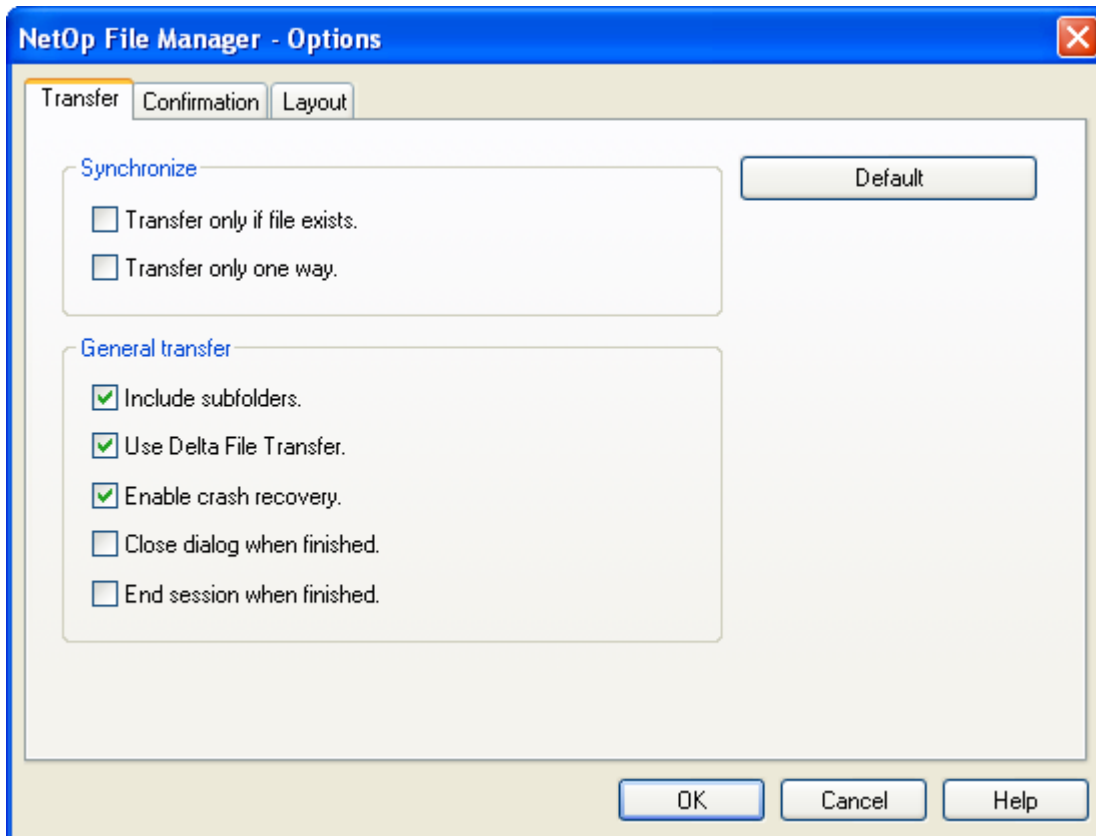 NetOp File Manager - Options
Transfer
Confirmation
Layout
Synchronize
Default
Transfer only if file exists.
Transfer only one way.
General transfer
Include subfolders.
Use Delta File Transfer.
Enable crash recovery.
Close dialog when finished.
End session when finished.
OK
Cancel
Help